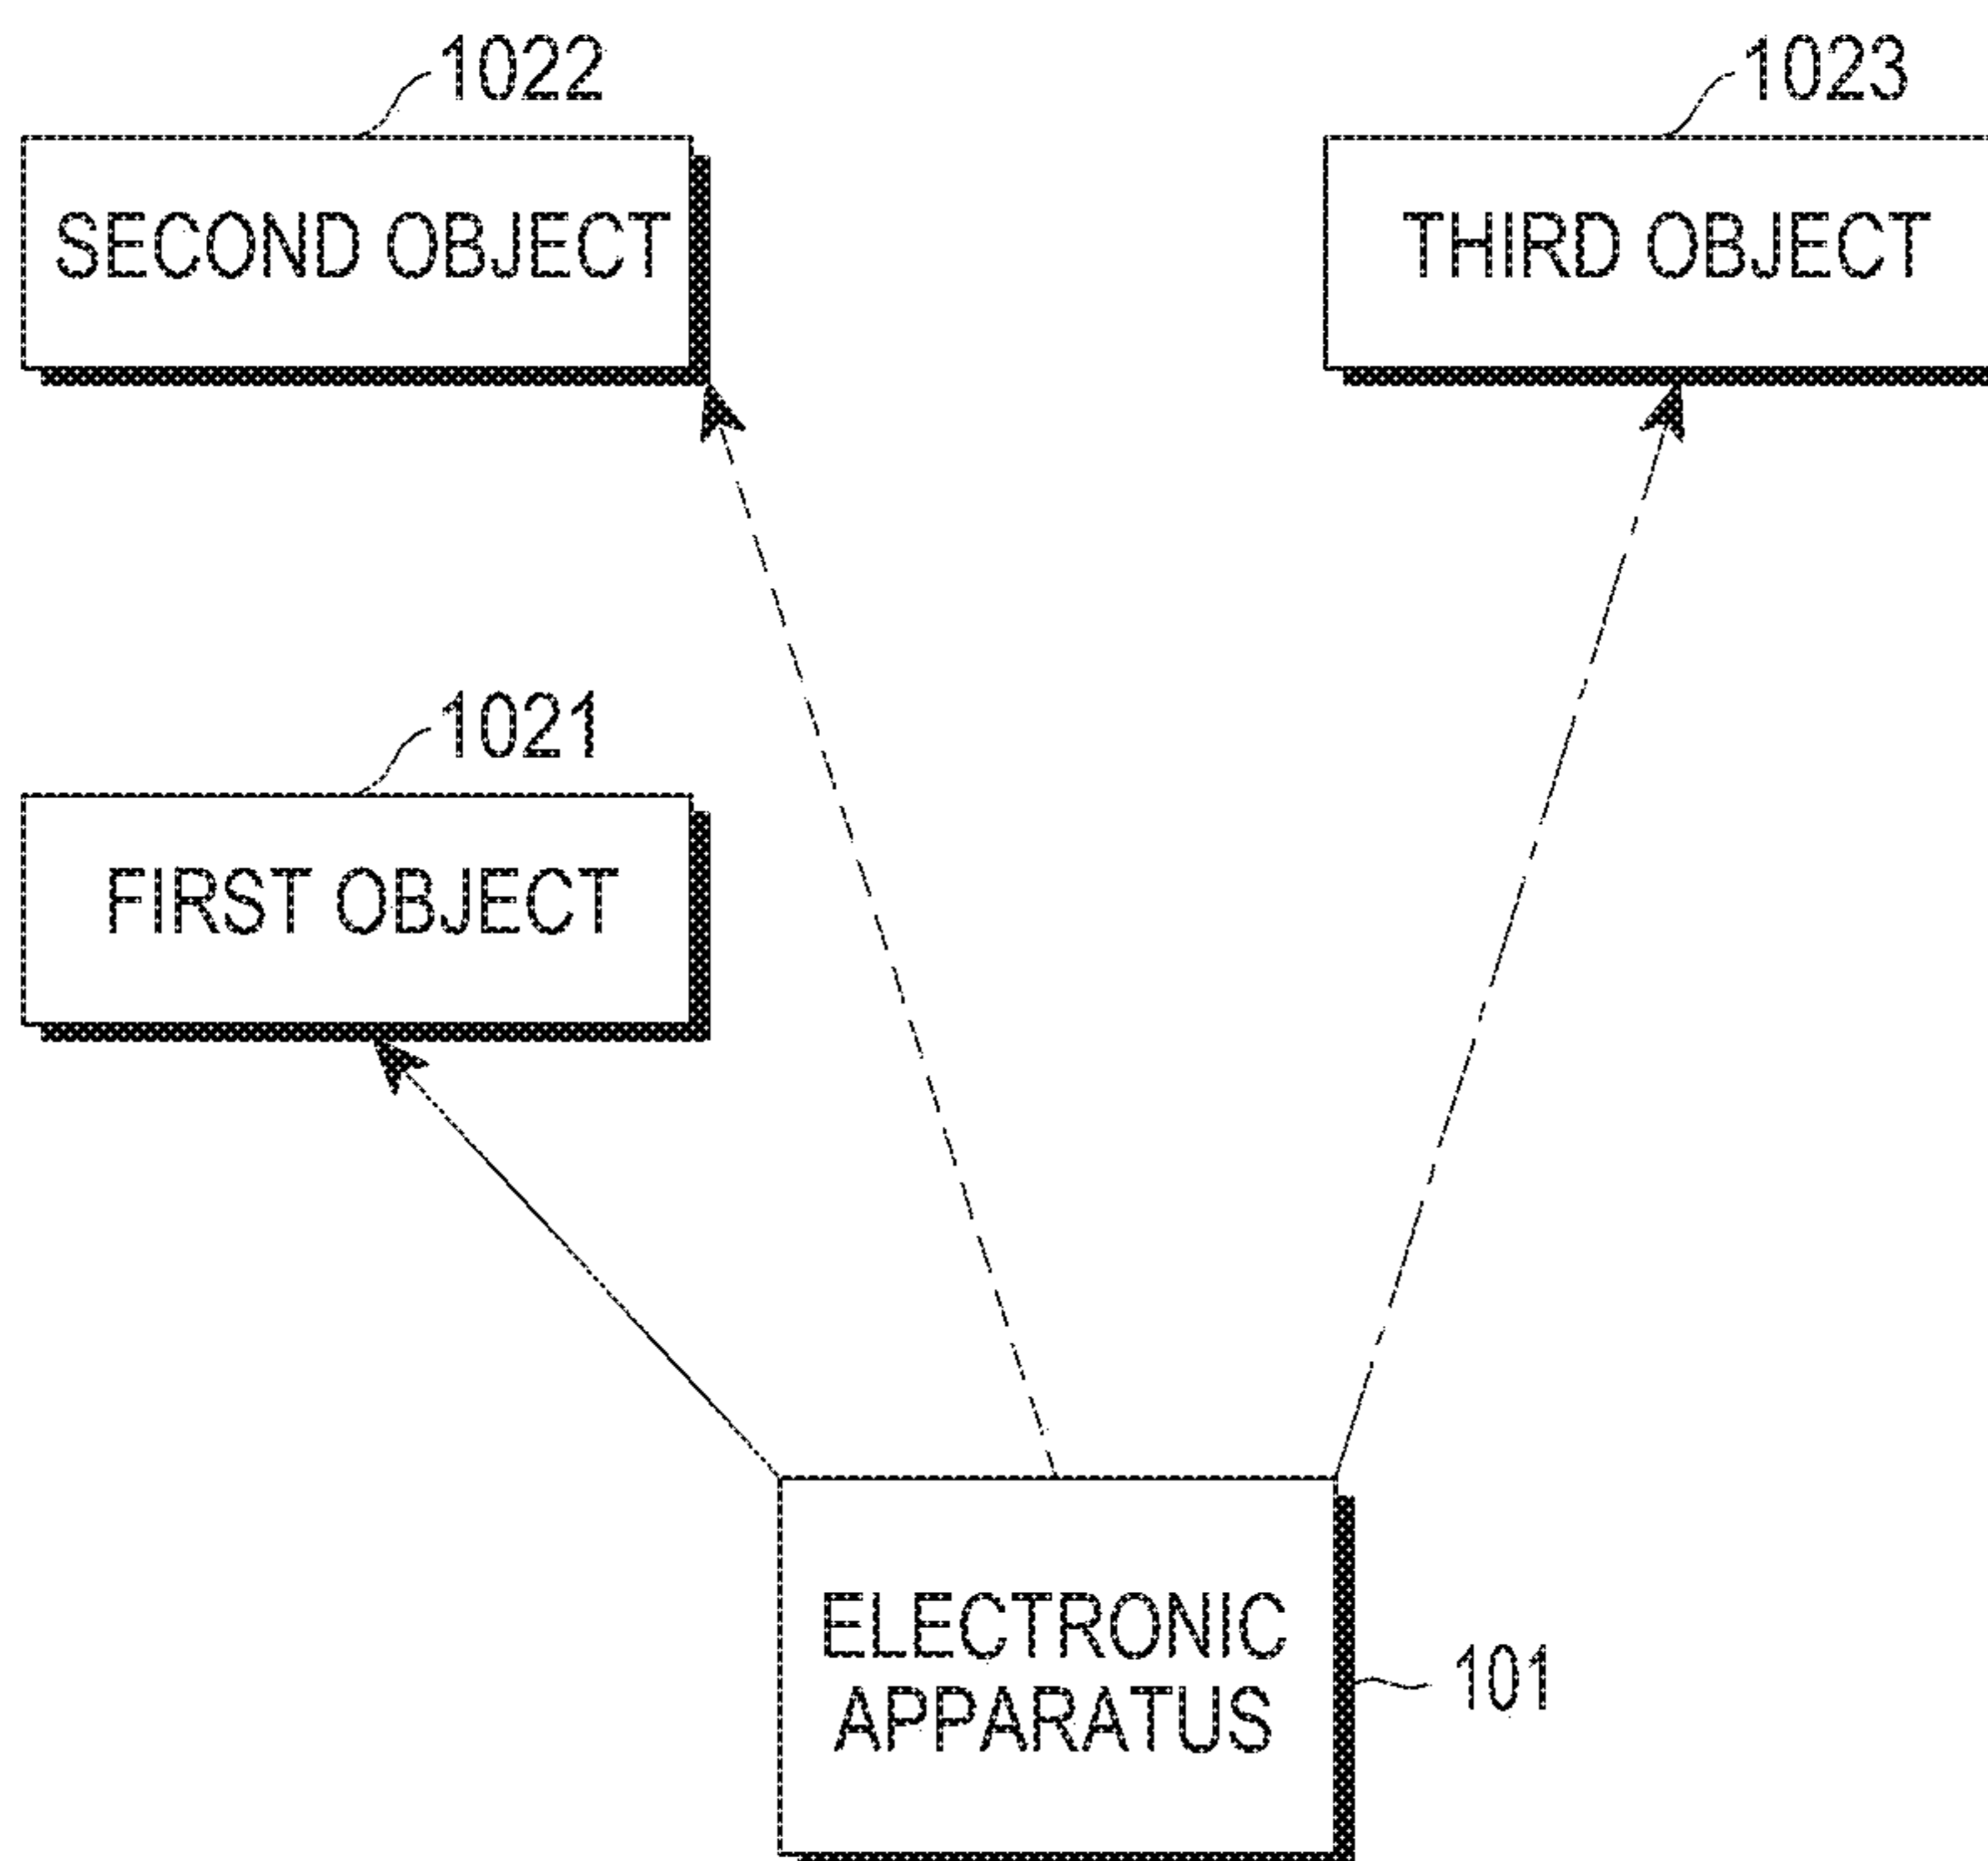 1022
1023
SECOND OBJECT
THIRD OBJECT
1021
FIRST OBJECT
ELECTRONIC
APPARATUS
101